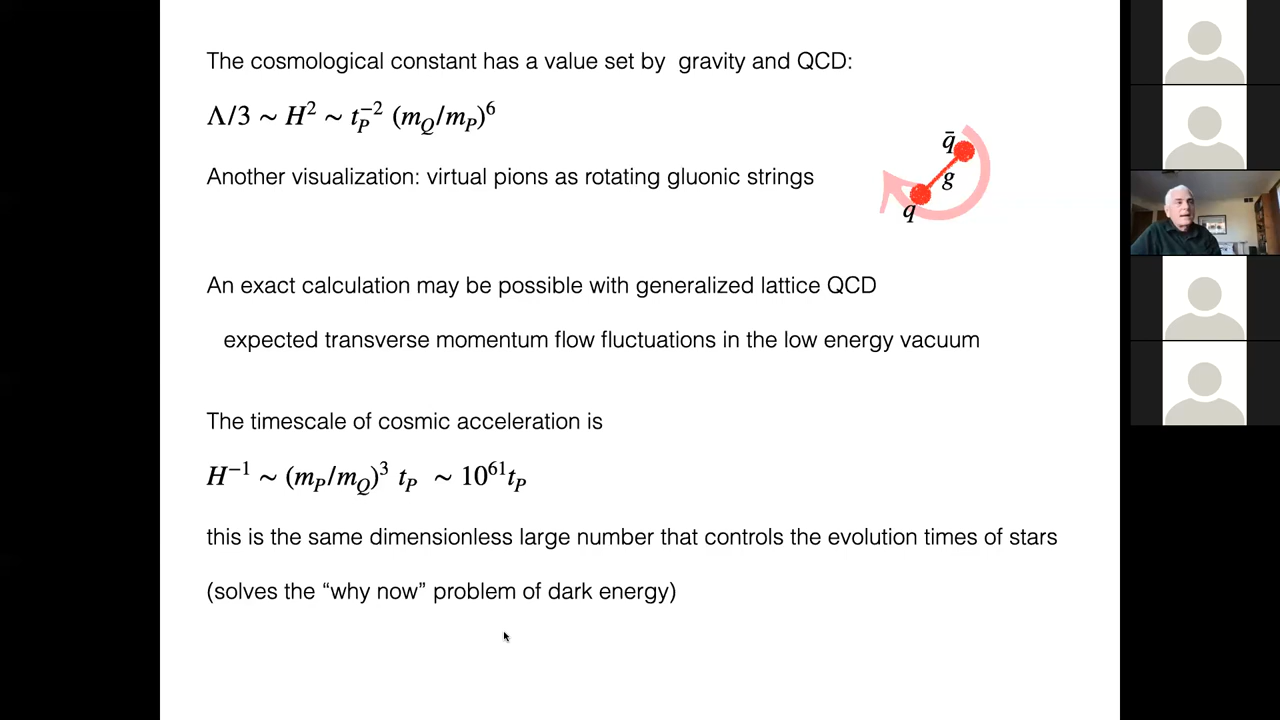 The cosmological constant has a value set by gravity and QCD:
Λ/3 ∼ H² ∼ t_P⁻² (m_Q/m_P)⁶
Another visualization: virtual pions as rotating gluonic strings
q̄
g
q
An exact calculation may be possible with generalized lattice QCD
expected transverse momentum flow fluctuations in the low energy vacuum
The timescale of cosmic acceleration is
H⁻¹ ∼ (m_P/m_Q)³ t_P ∼ 10⁶¹t_P
this is the same dimensionless large number that controls the evolution times of stars
(solves the “why now” problem of dark energy)